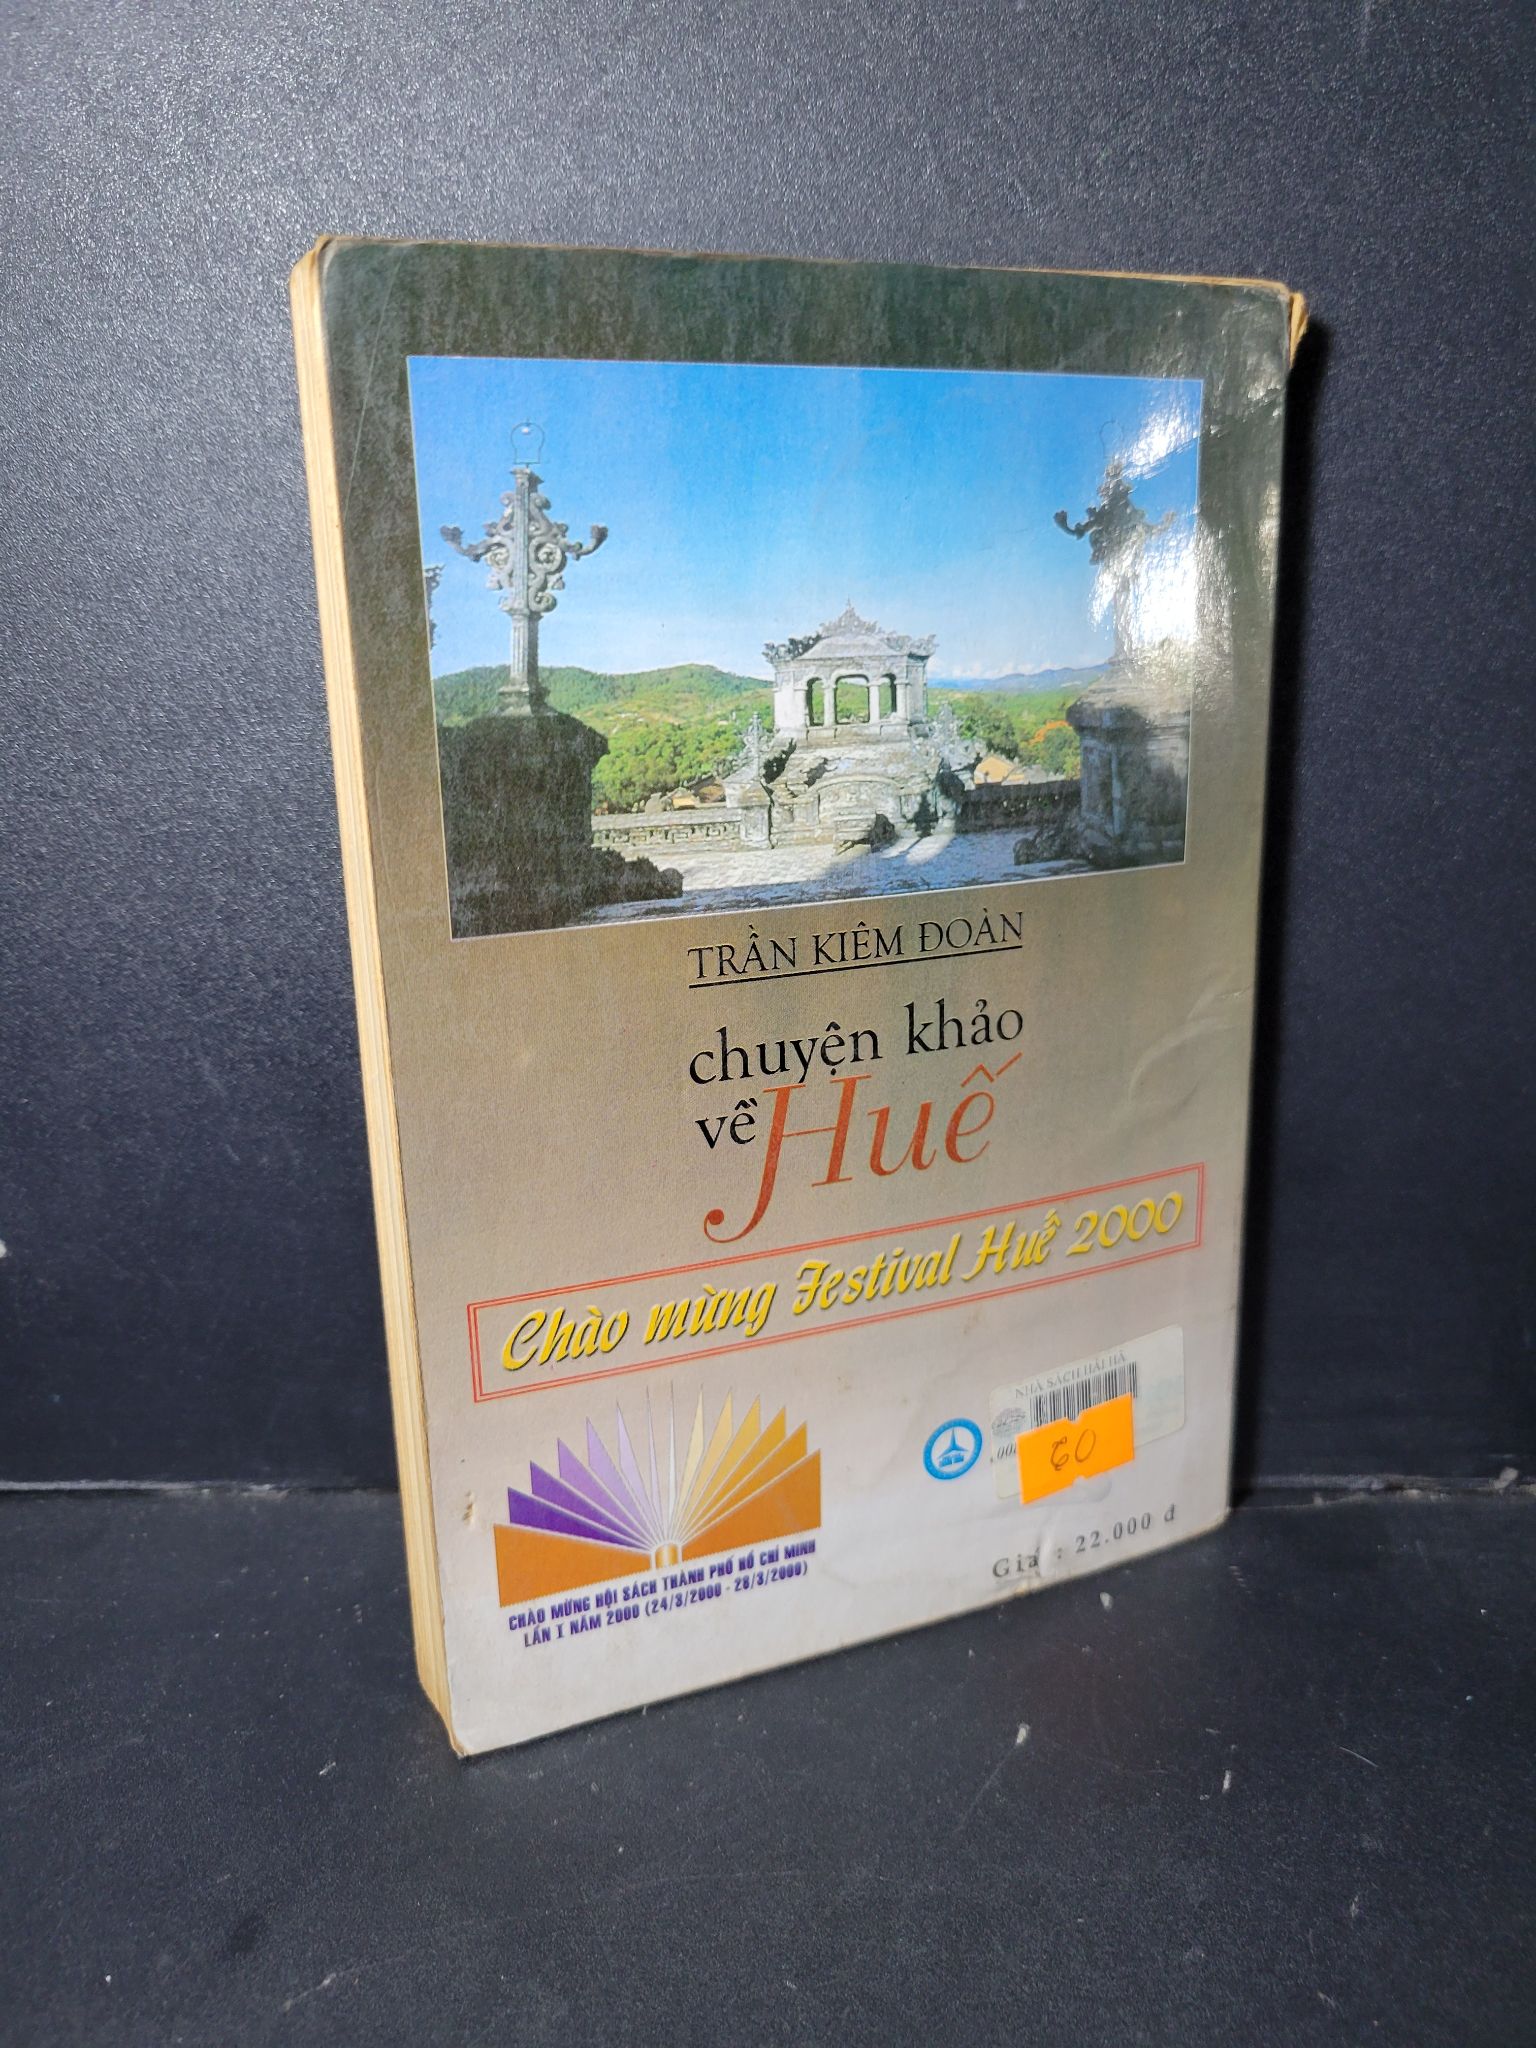 TRẦN KIÊM ĐOÀN
chuyện khảo
về Huế
Chào mừng Festival Huế 2000
NHÀ SÁCH HẢI HÀ
60
CHÀO MỪNG HỘI SÁCH THÀNH PHỐ HỒ CHÍ MINH
LẦN I NĂM 2000 (24/3/2000 - 28/3/2000)
Giá : 22.000 đ